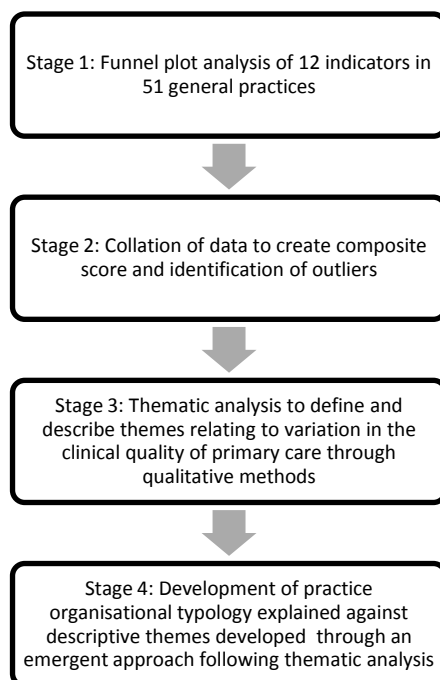 Stage 1: Funnel plot analysis of 12 indicators in
51 general practices
Stage 2: Collation of data to create composite
score and identification of outliers
Stage 3: Thematic analysis to define and
describe themes relating to variation in the
clinical quality of primary care through
qualitative methods
Stage 4: Development of practice
organisational typology explained against
descriptive themes developed through an
emergent approach following thematic analysis